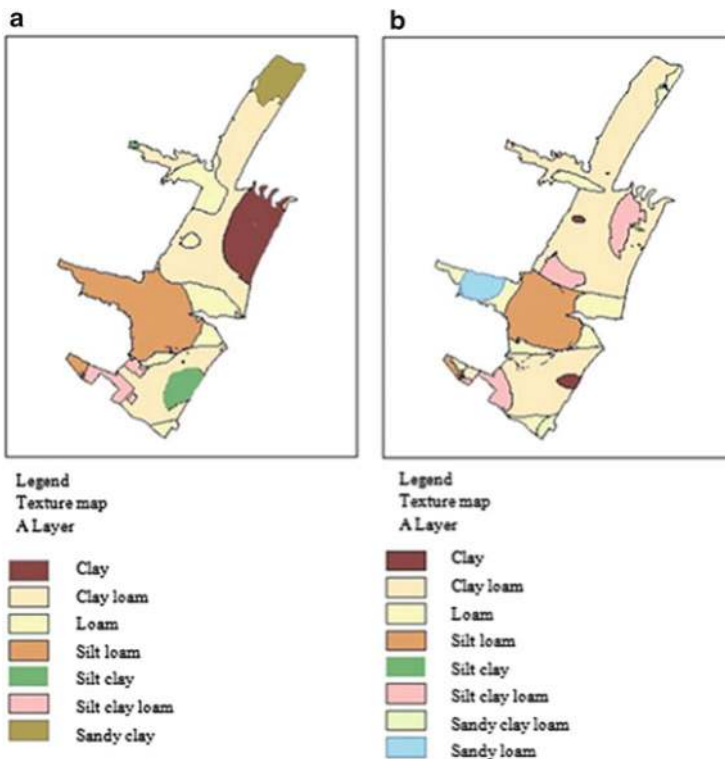 a
b
Legend
Texture map
A Layer
Clay
Clay loam
Loam
Silt loam
Silt clay
Silt clay loam
Sandy clay
Legend
Texture map
A Layer
Clay
Clay loam
Loam
Silt loam
Silt clay
Silt clay loam
Sandy clay loam
Sandy loam